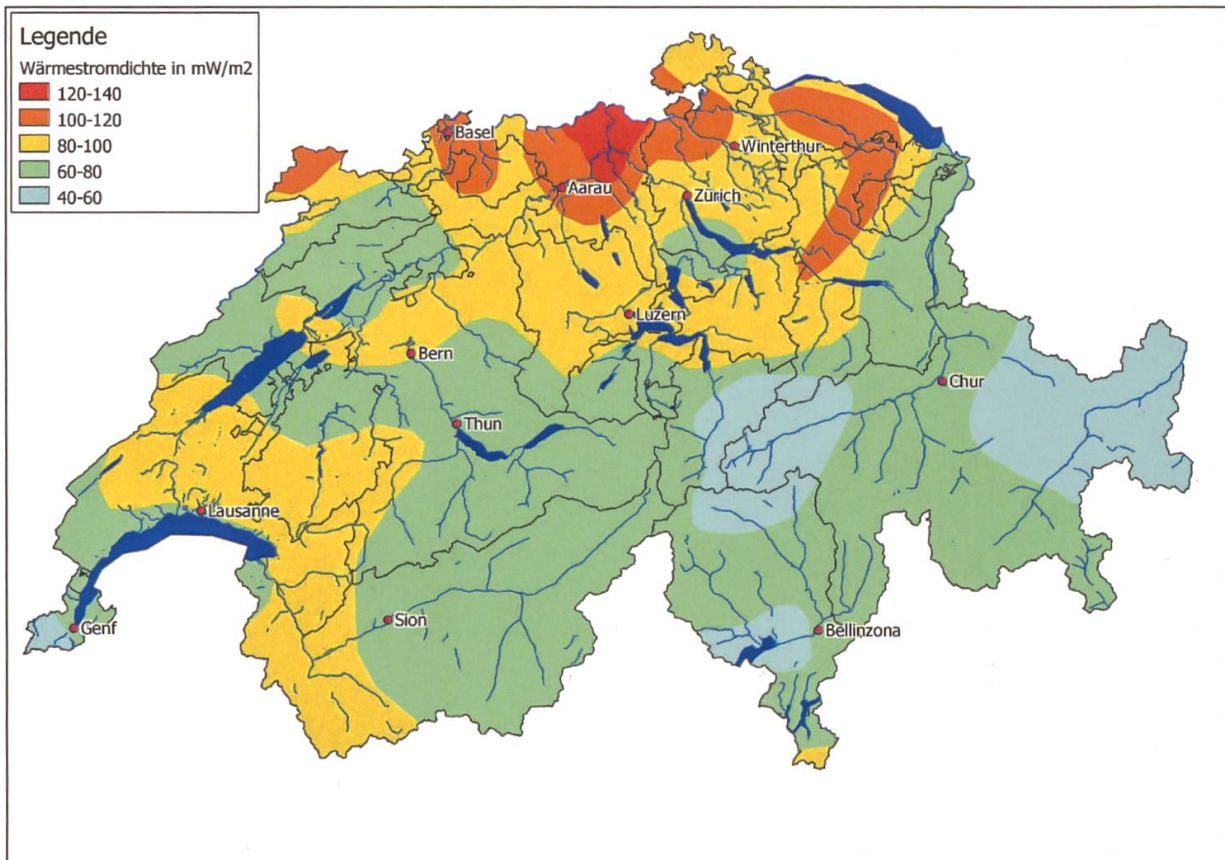 Legende
Wärmestromdichte in mW/m2
120-140
100-120
80-100
60-80
40-60
Basel
Winterthur
Aarau
Zürich
Luzern
Bern
Chur
Thun
Lausanne
Sion
Genf
Bellinzona